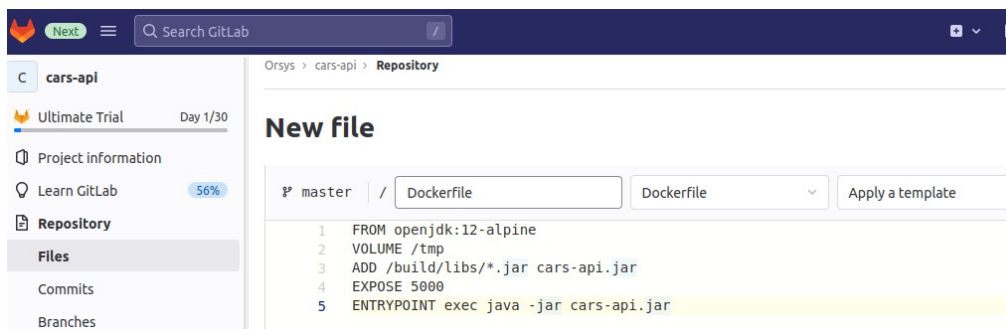 Next
Search GitLab
/
C cars-api
Ultimate Trial Day 1/30
Project information
Learn GitLab 56%
Repository
Files
Commits
Branches
Orsys > cars-api > Repository
New file
master / Dockerfile Dockerfile Apply a template
1 FROM openjdk:12-alpine
2 VOLUME /tmp
3 ADD /build/libs/*.jar cars-api.jar
4 EXPOSE 5000
5 ENTRYPOINT exec java -jar cars-api.jar